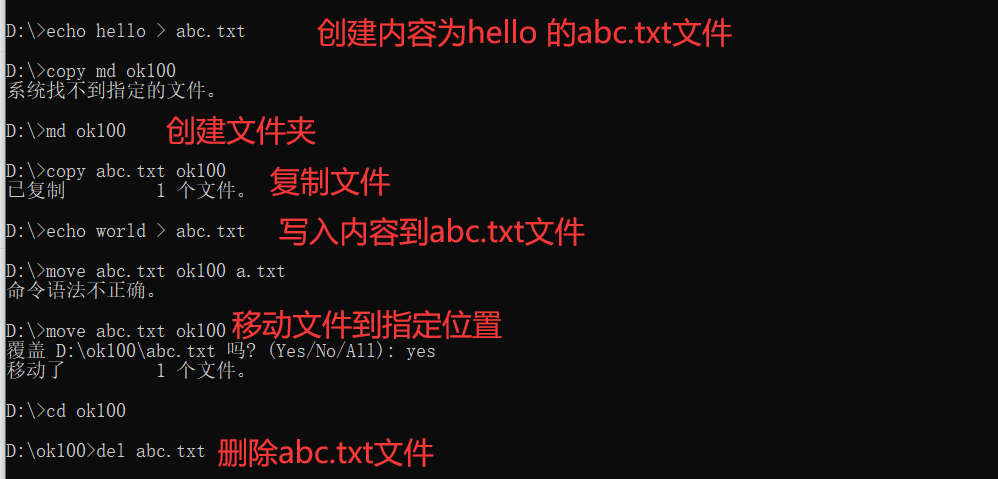 D:\>echo hello > abc.txt 创建内容为hello 的abc.txt文件
D:\>copy md ok100
系统找不到指定的文件。
D:\>md ok100 创建文件夹
D:\>copy abc.txt ok100
已复制         1 个文件。 复制文件
D:\>echo world > abc.txt 写入内容到abc.txt文件
D:\>move abc.txt ok100 a.txt
命令语法不正确。
D:\>move abc.txt ok100 移动文件到指定位置
覆盖 D:\ok100\abc.txt 吗? (Yes/No/All): yes
移动了         1 个文件。
D:\>cd ok100
D:\ok100>del abc.txt 删除abc.txt文件